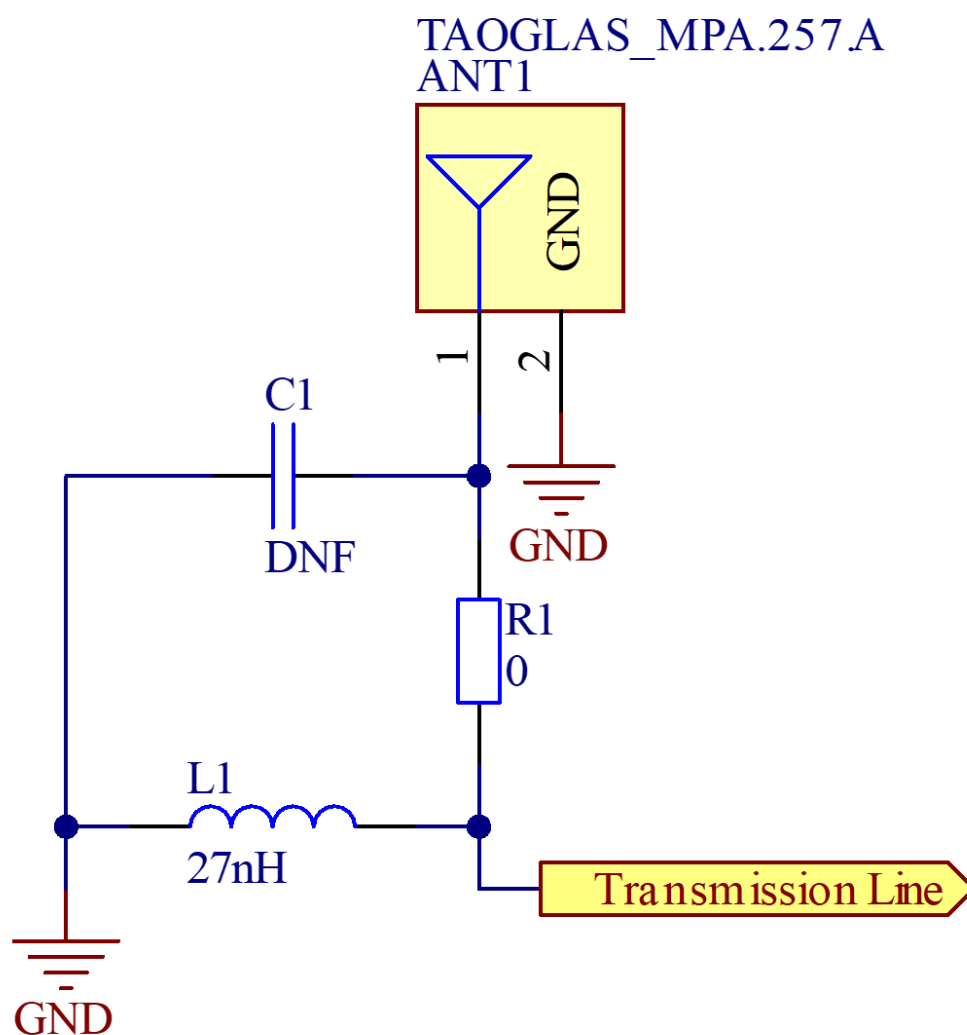 TAOGLAS_MPA.257.A
ANT1
GND
1
2
C1
DNF
GND
R1
0
L1
27nH
Transmission Line
GND